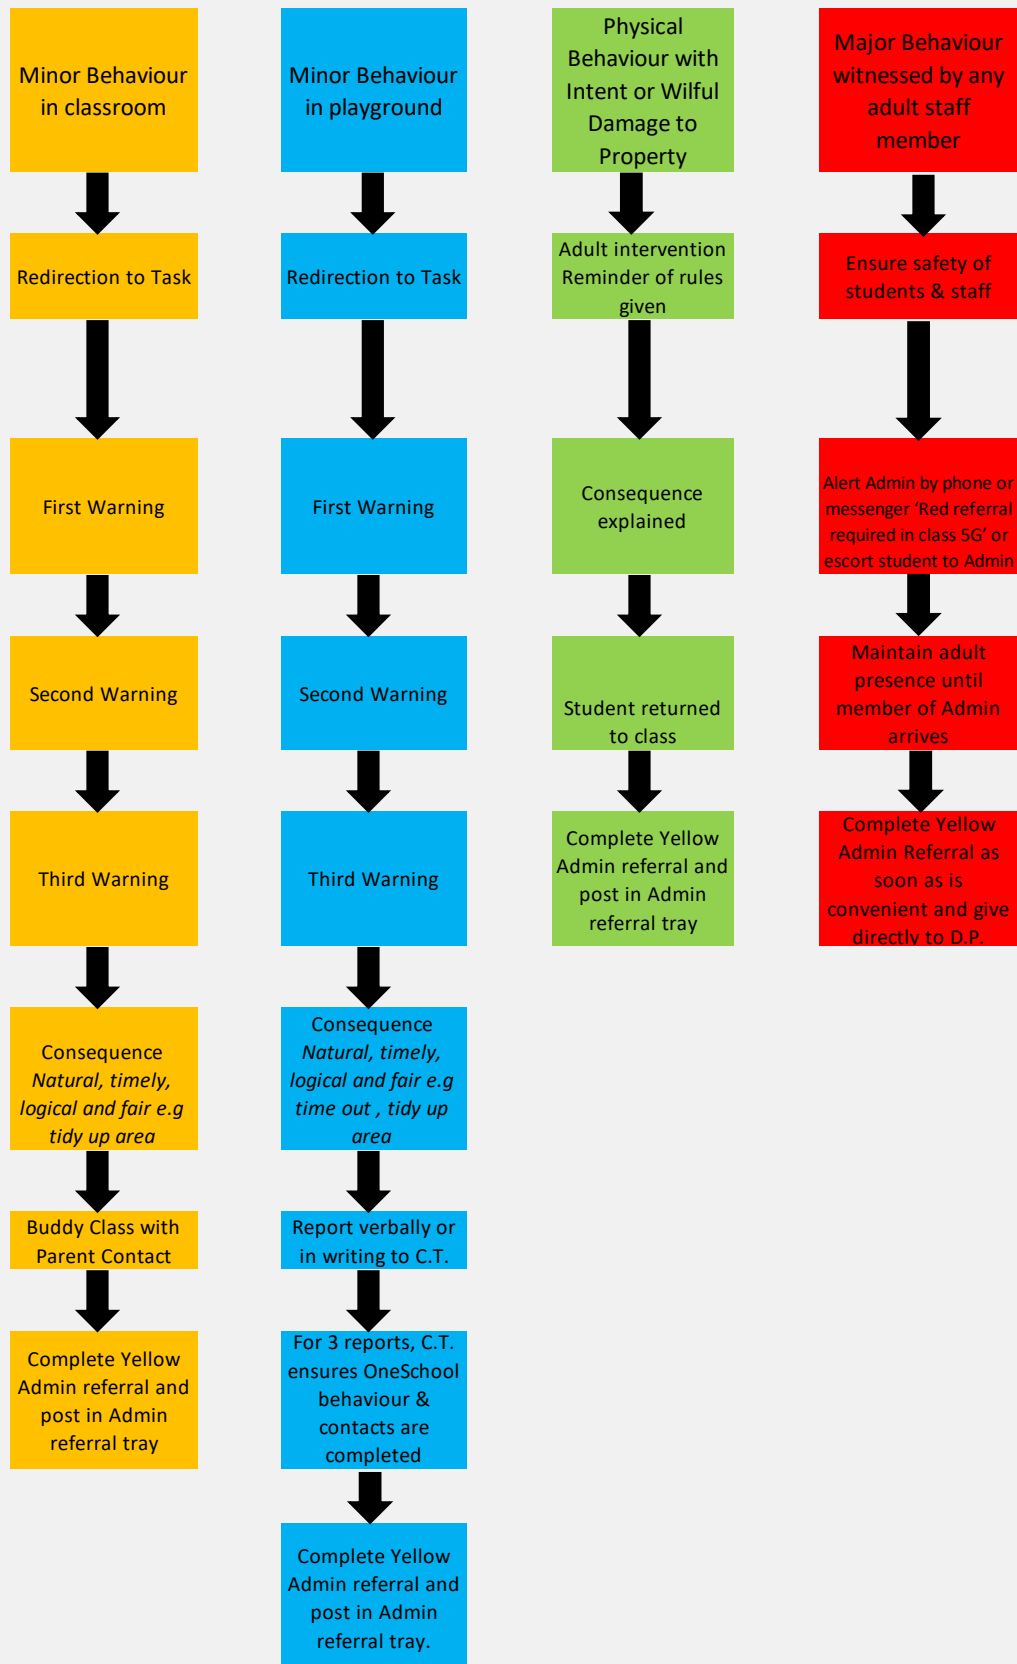 Minor Behaviour
in classroom
Redirection to Task
First Warning
Second Warning
Third Warning
Consequence
Natural, timely,
logical and fair e.g
tidy up area
Buddy Class with
Parent Contact
Complete Yellow
Admin referral and
post in Admin
referral tray
Minor Behaviour
in playground
Redirection to Task
First Warning
Second Warning
Third Warning
Consequence
Natural, timely,
logical and fair e.g
time out , tidy up
area
Report verbally or
in writing to C.T.
For 3 reports, C.T.
ensures OneSchool
behaviour &
contacts are
completed
Complete Yellow
Admin referral and
post in Admin
referral tray.
Physical
Behaviour with
Intent or Wilful
Damage to
Property
Adult intervention
Reminder of rules
given
Consequence
explained
Student returned
to class
Complete Yellow
Admin referral and
post in Admin
referral tray
Major Behaviour
witnessed by any
adult staff
member
Ensure safety of
students & staff
Alert Admin by phone or
messenger ‘Red referral
required in class 5G’ or
escort student to Admin
Maintain adult
presence until
member of Admin
arrives
Complete Yellow
Admin Referral as
soon as is
convenient and give
directly to D.P.